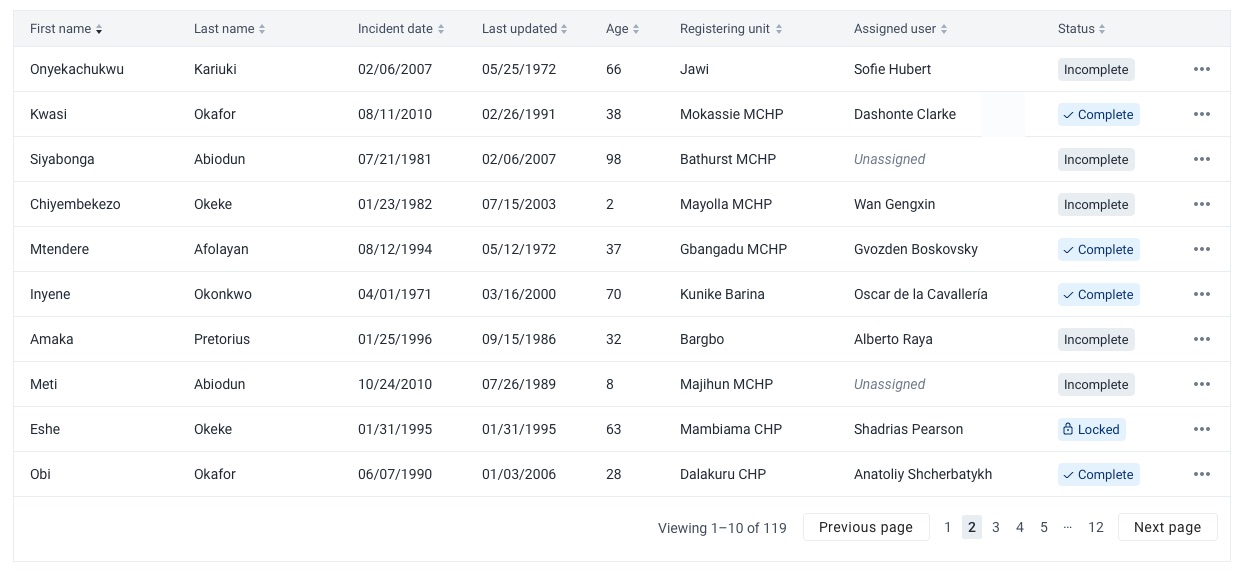 First name Last name Incident date Last updated Age Registering unit Assigned user Status
Onyekachukwu Kariuki 02/06/2007 05/25/1972 66 Jawi Sofie Hubert Incomplete
Kwasi Okafor 08/11/2010 02/26/1991 38 Mokassie MCHP Dashonte Clarke Complete
Siyabonga Abiodun 07/21/1981 02/06/2007 98 Bathurst MCHP Unassigned Incomplete
Chiyembekezo Okeke 01/23/1982 07/15/2003 2 Mayolla MCHP Wan Gengxin Incomplete
Mtendere Afolayan 08/12/1994 05/12/1972 37 Gbangadu MCHP Gvozden Boskovsky Complete
Inyene Okonkwo 04/01/1971 03/16/2000 70 Kunike Barina Oscar de la Cavallería Complete
Amaka Pretorius 01/25/1996 09/15/1986 32 Bargbo Alberto Raya Incomplete
Meti Abiodun 10/24/2010 07/26/1989 8 Majihun MCHP Unassigned Incomplete
Eshe Okeke 01/31/1995 01/31/1995 63 Mambiama CHP Shadrias Pearson Locked
Obi Okafor 06/07/1990 01/03/2006 28 Dalakuru CHP Anatoliy Shcherbatykh Complete
Viewing 1–10 of 119 Previous page 1 2 3 4 5 ··· 12 Next page